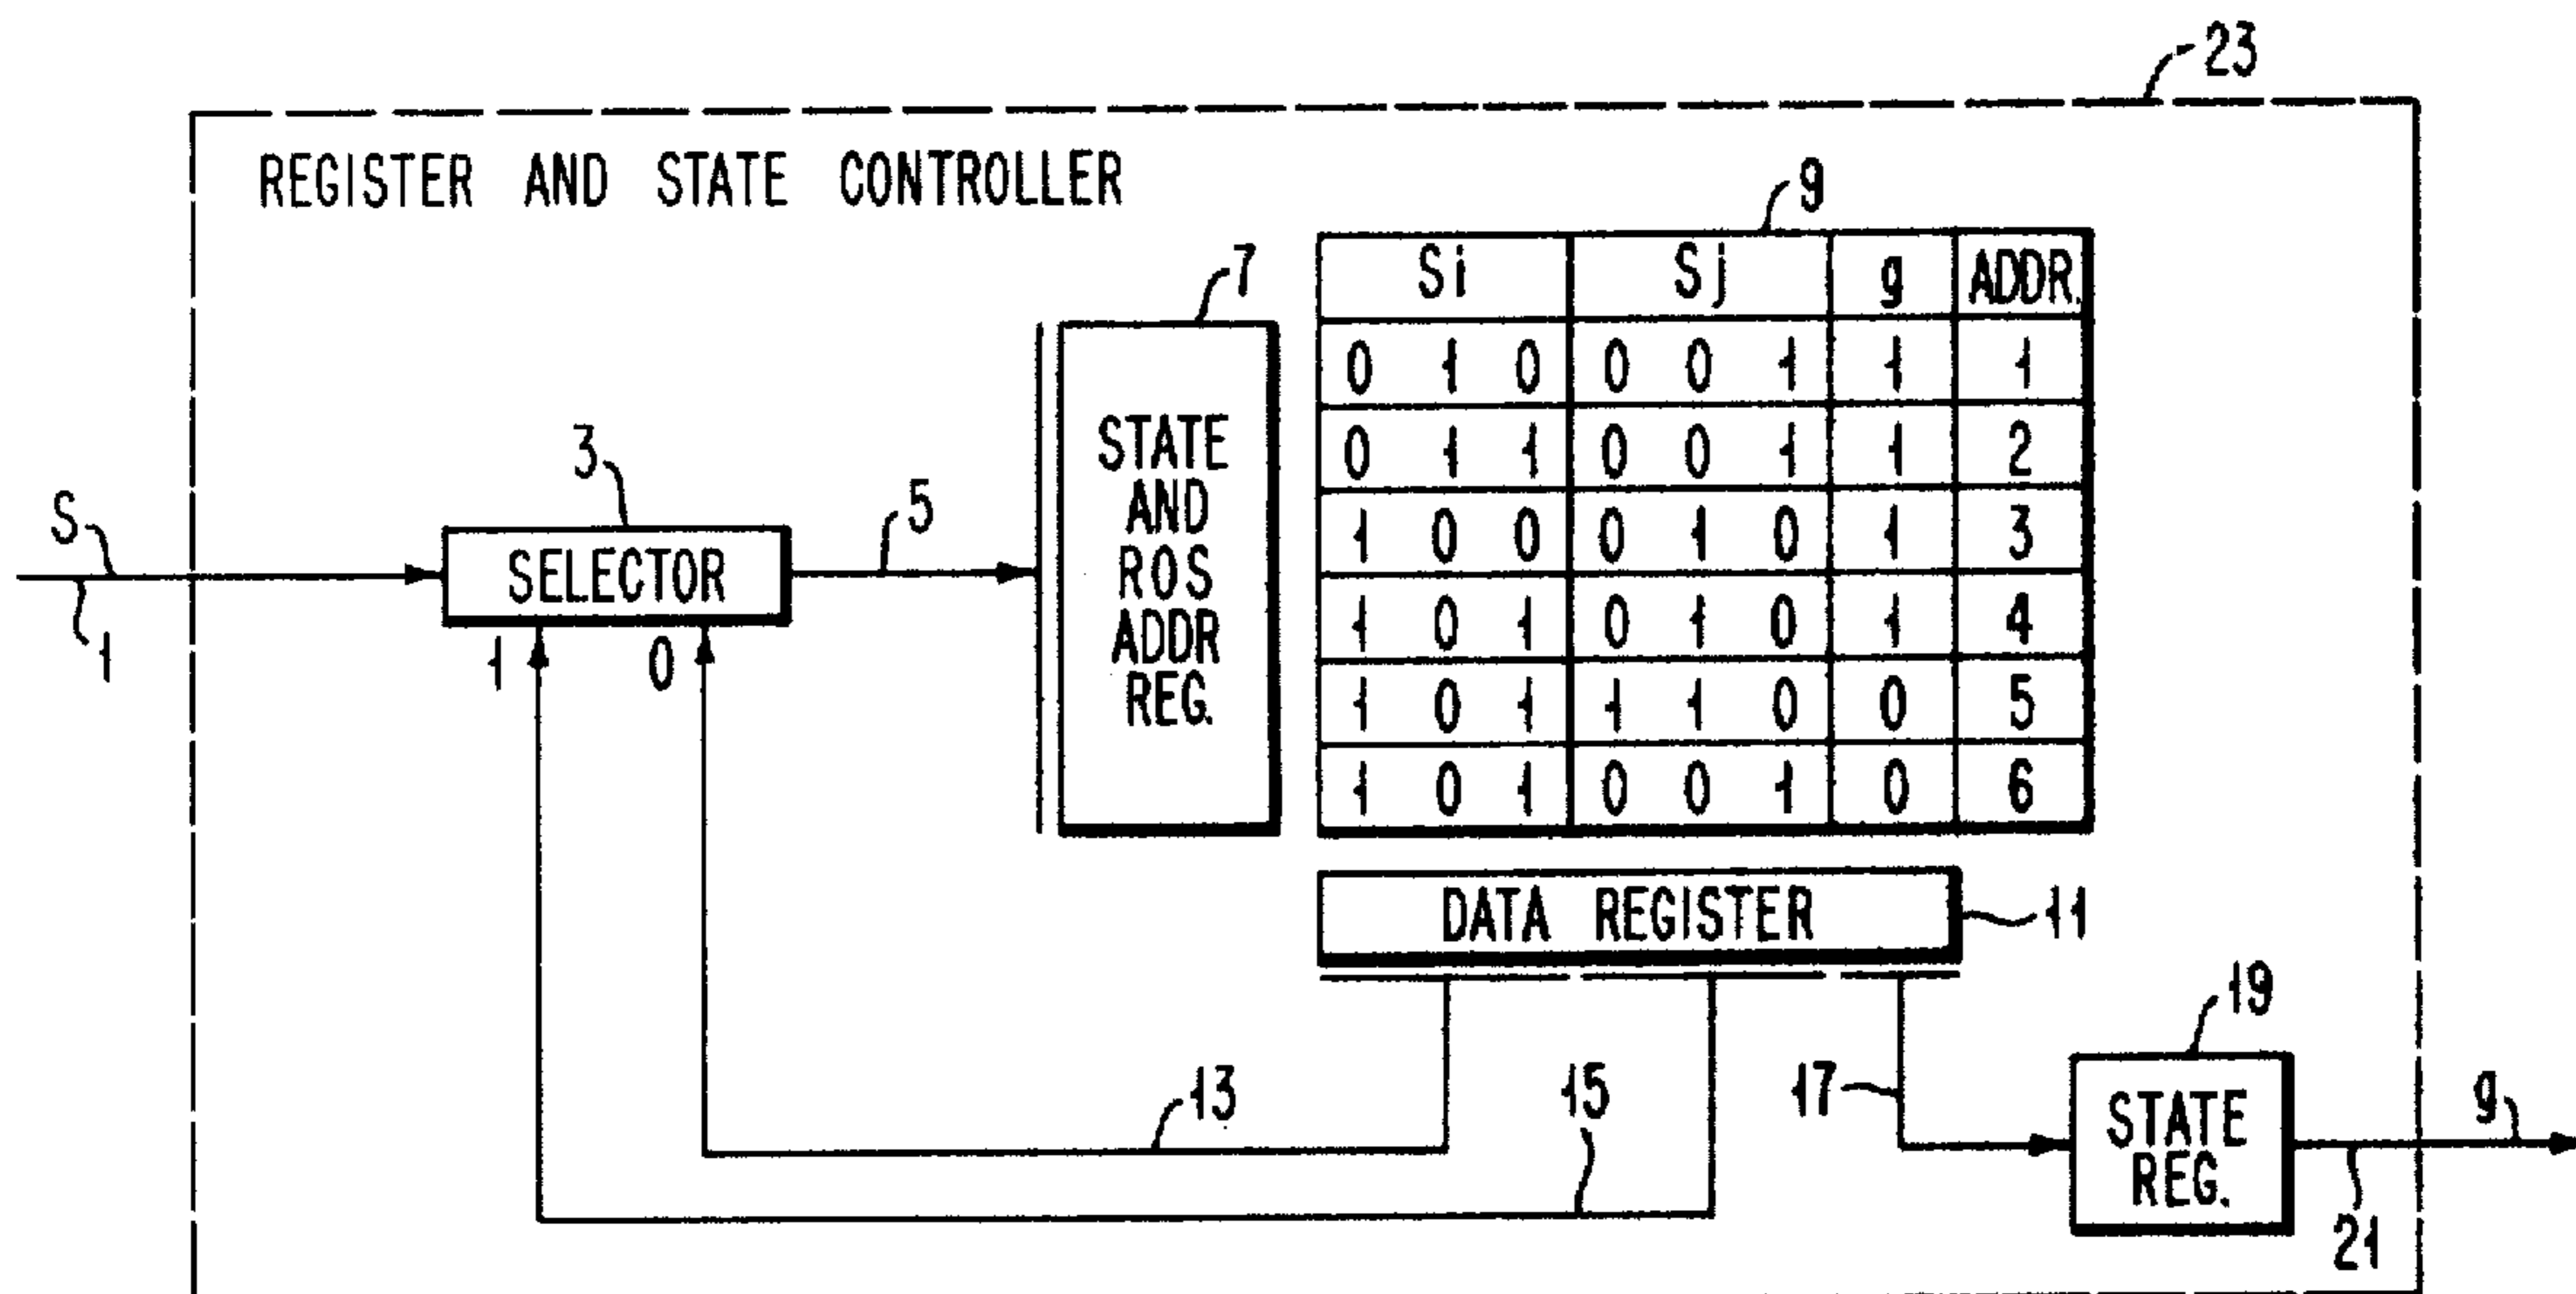 23
REGISTER AND STATE CONTROLLER
9
7
Si Sj g ADDR.
0 1 0 0 0 1 1 1
0 1 1 0 0 1 1 2
1 0 0 0 1 0 1 3
1 0 1 0 1 0 1 4
1 0 1 1 1 0 0 5
1 0 1 0 0 1 0 6
STATE
AND
ROS
ADDR
REG.
3
S
5
SELECTOR
1
1 0
DATA REGISTER
11
19
13
15
17
STATE
REG.
g
21